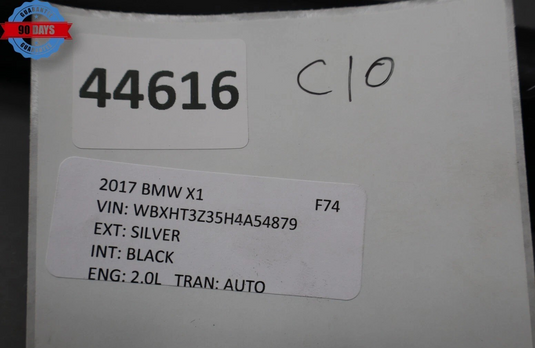 GUARANTEE
90 DAYS
44616
C10
2017 BMW X1 F74
VIN: WBXHT3Z35H4A54879
EXT: SILVER
INT: BLACK
ENG: 2.0L TRAN: AUTO